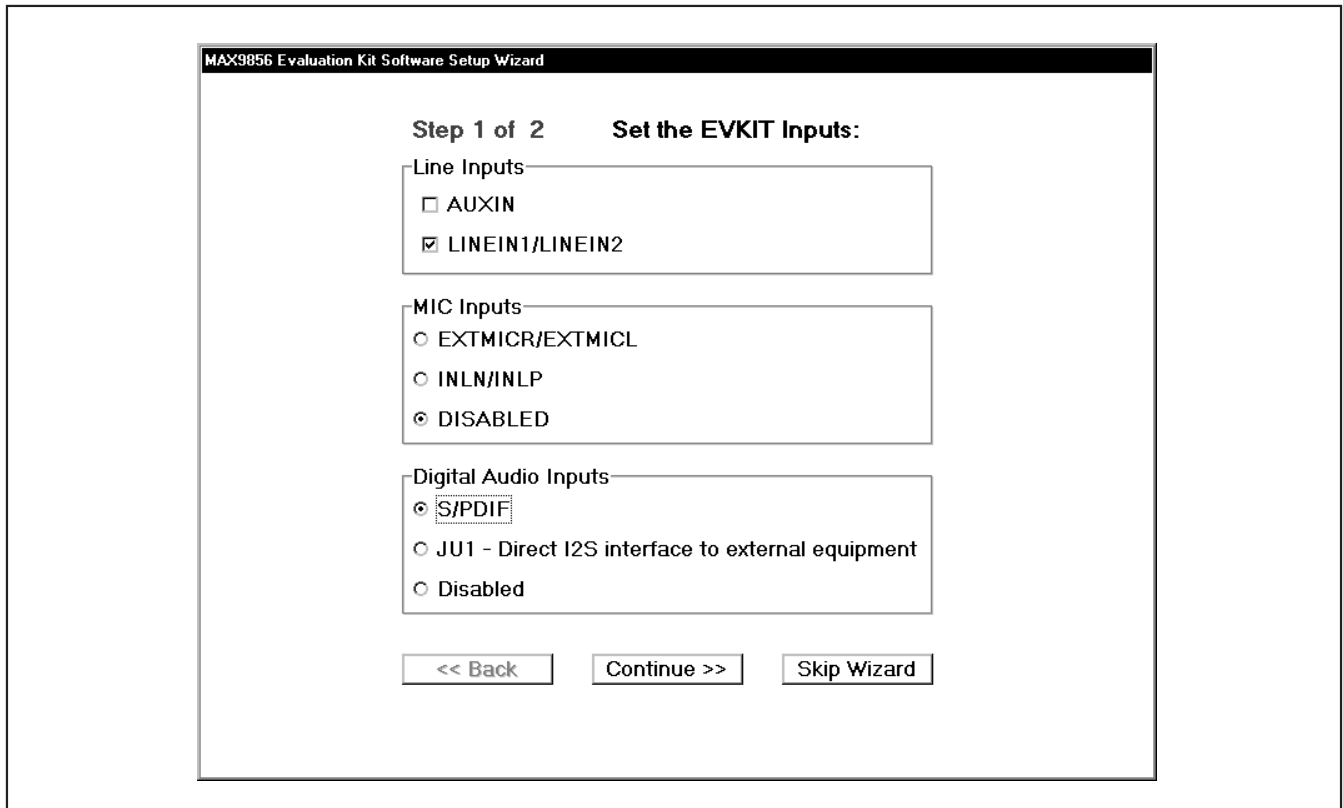 MAX9856 Evaluation Kit Software Setup Wizard
Step 1 of 2 Set the EVKIT Inputs:
Line Inputs
AUXIN
LINEIN1/LINEIN2
MIC Inputs
EXTMICR/EXTMICL
INLN/INLP
DISABLED
Digital Audio Inputs
S/PDIF
JU1 - Direct I2S interface to external equipment
Disabled
<< Back Continue >> Skip Wizard